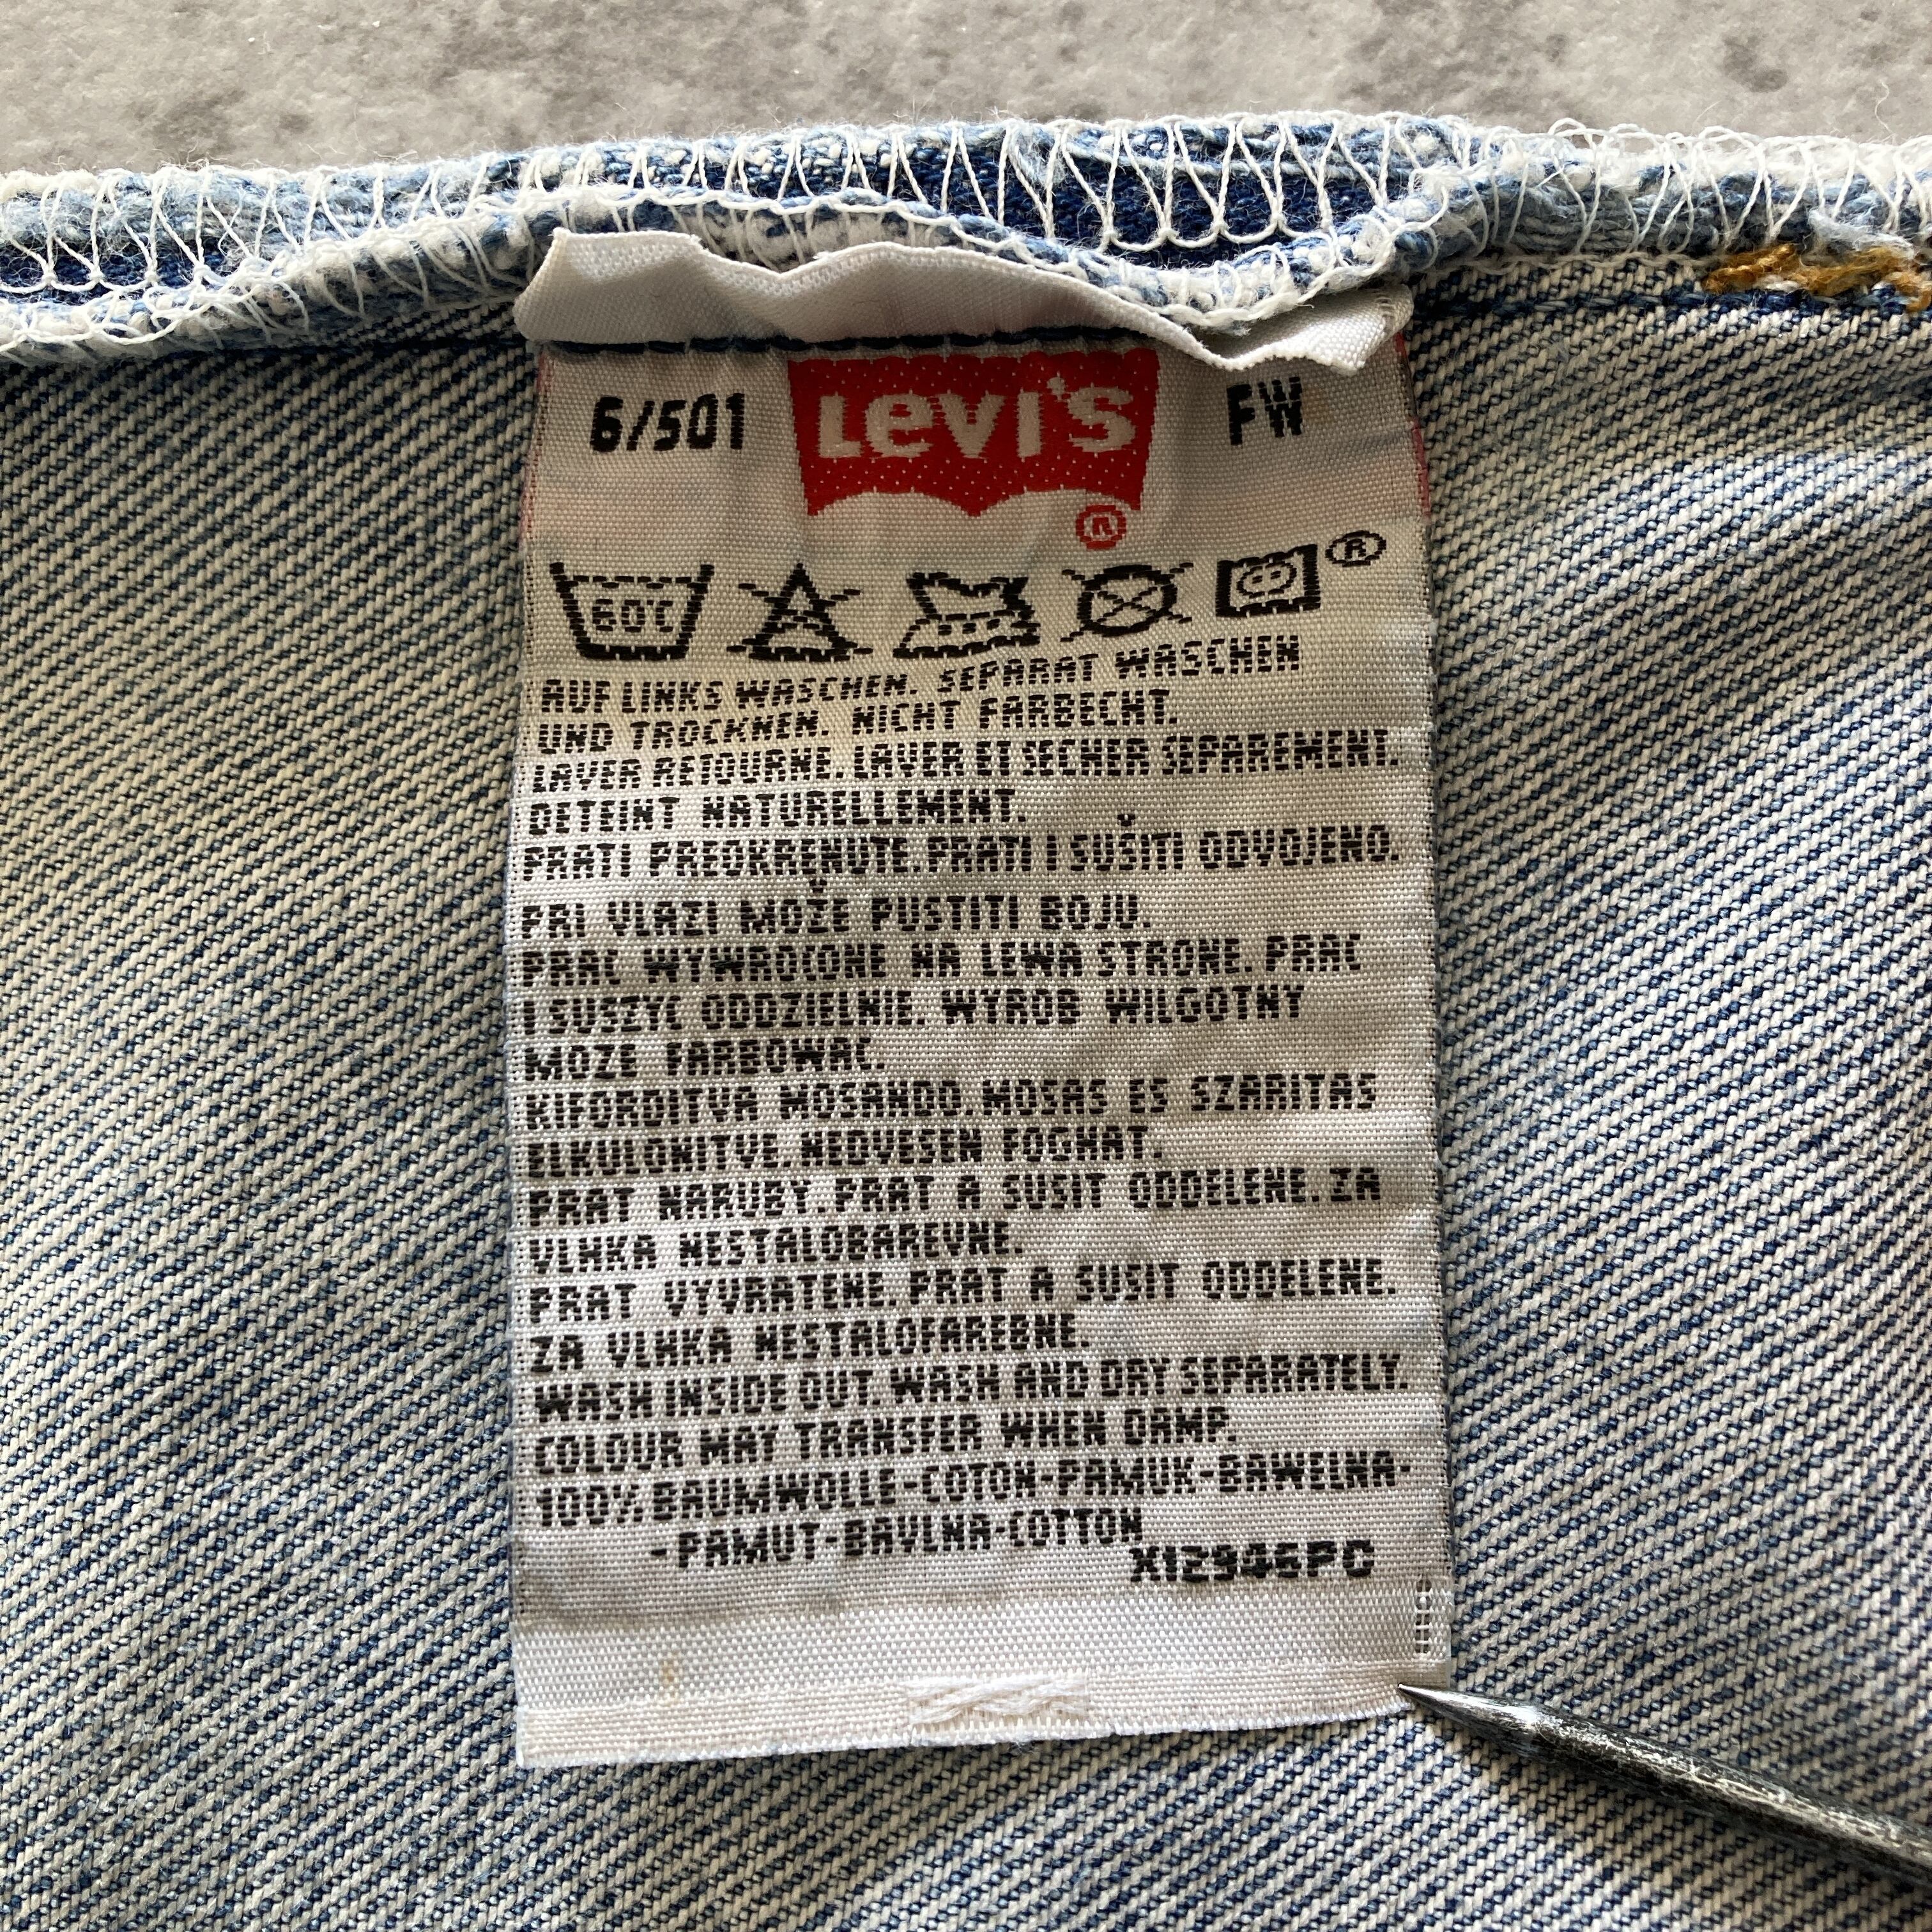 6/501 Levi's FW
®
60°C ®
AUF LINKS WASCHEN. SEPARAT WASCHEN
UND TROCKNEN. NICHT FARBECHT.
LAVER RETOURNE. LAVER ET SECHER SEPAREMENT.
DETEINT NATURELLEMENT.
PRATI PREOKRENUTE. PRATI I SUŠITI ODVOJENO.
PRI VLAZI MOŽE PUSTITI BOJU.
PRAC WYWROCONE NA LEWA STRONE. PRAC
I SUSZYC ODDZIELNIE. WYROB WILGOTNY
MOZE FARBOWAC.
KIFORDITVA MOSANDO. MOSAS ES SZARITAS
ELKULONITVE. NEDVESEN FOGHAT.
PRAT NARUBY. PRAT A SUSIT ODDELENE. ZA
VLHKA NESTALOBAREVNE.
PRAT VYVRATENE. PRAT A SUSIT ODDELENE.
ZA VLHKA NESTALOFAREBNE.
WASH INSIDE OUT. WASH AND DRY SEPARATELY.
COLOUR MAY TRANSFER WHEN DAMP.
100% BAUMWOLLE-COTON-PAMUK-BAWELNA-
-PAMUT-BAVLNA-COTTON
X12946PC